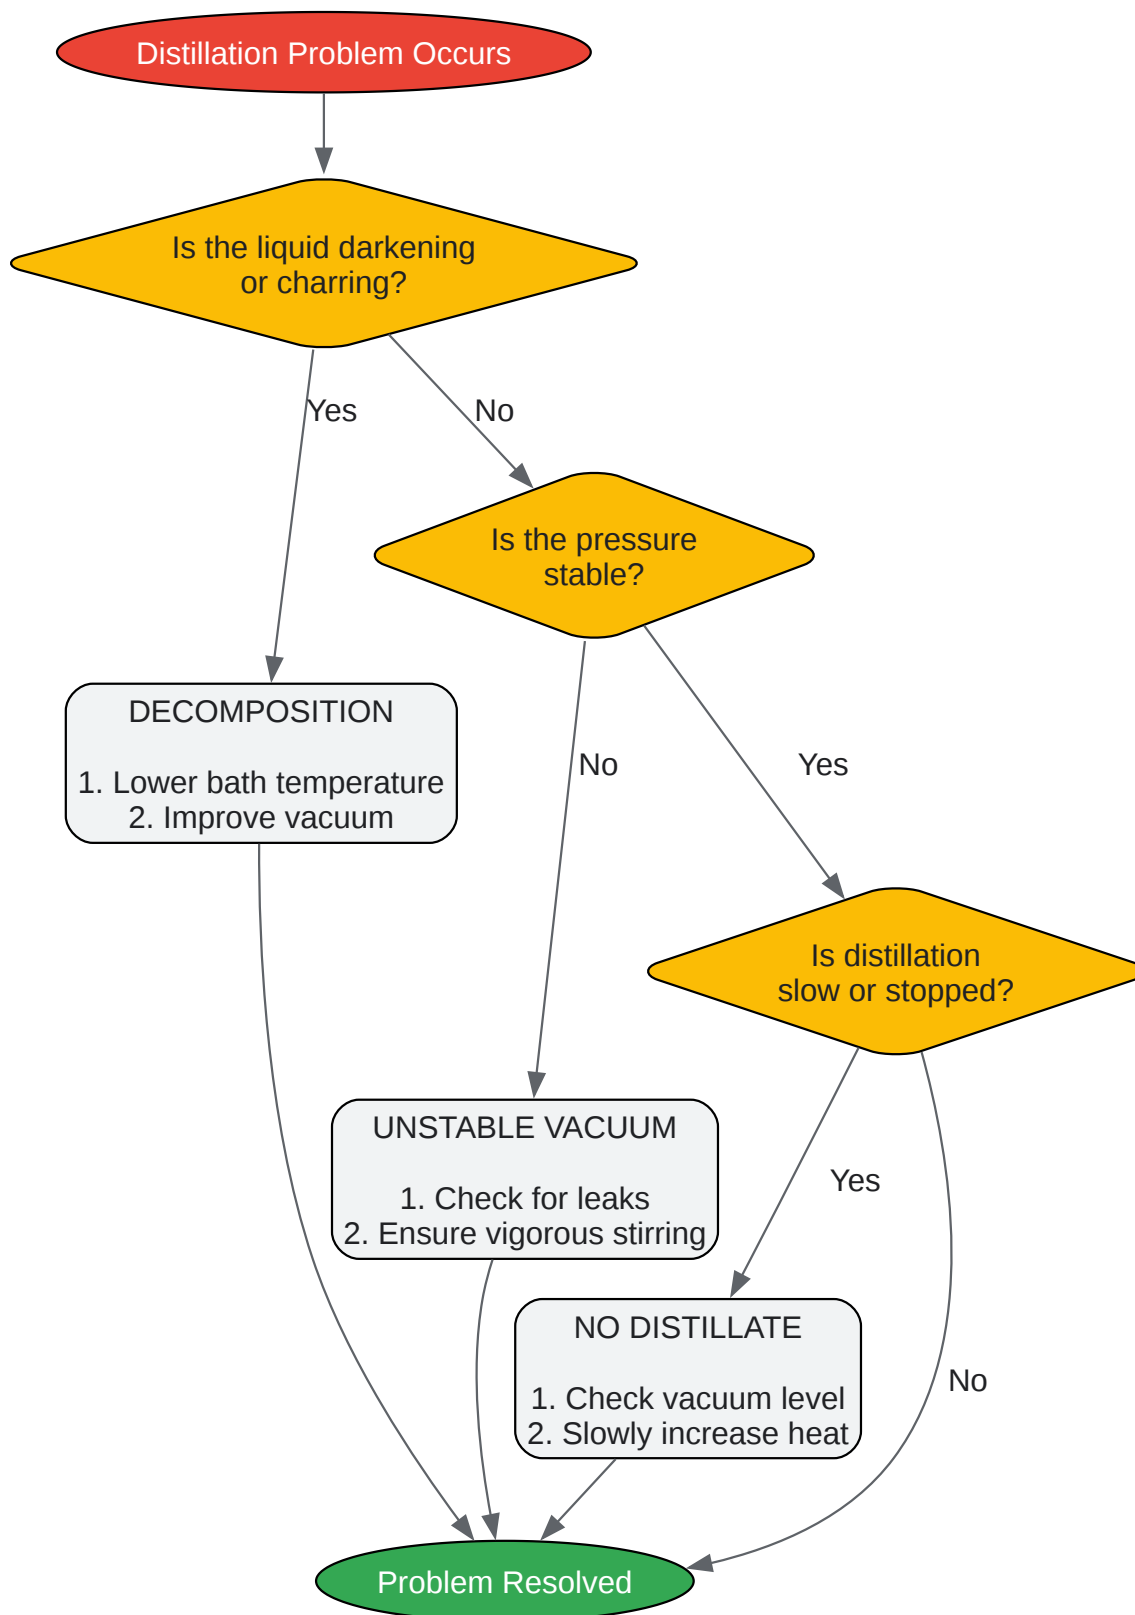 Distillation Problem Occurs
Is the liquid darkening
or charring?
Yes
No
Is the pressure
stable?
DECOMPOSITION
1. Lower bath temperature
2. Improve vacuum
No
Yes
Is distillation
slow or stopped?
UNSTABLE VACUUM
1. Check for leaks
2. Ensure vigorous stirring
Yes
NO DISTILLATE
1. Check vacuum level
2. Slowly increase heat
No
Problem Resolved